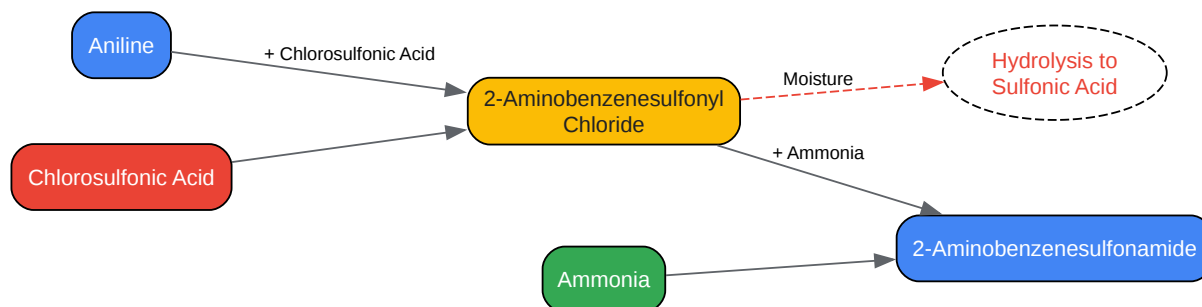 Aniline
+ Chlorosulfonic Acid
Chlorosulfonic Acid
2-Aminobenzenesulfonyl
Chloride
Moisture
Hydrolysis to
Sulfonic Acid
+ Ammonia
Ammonia
2-Aminobenzenesulfonamide